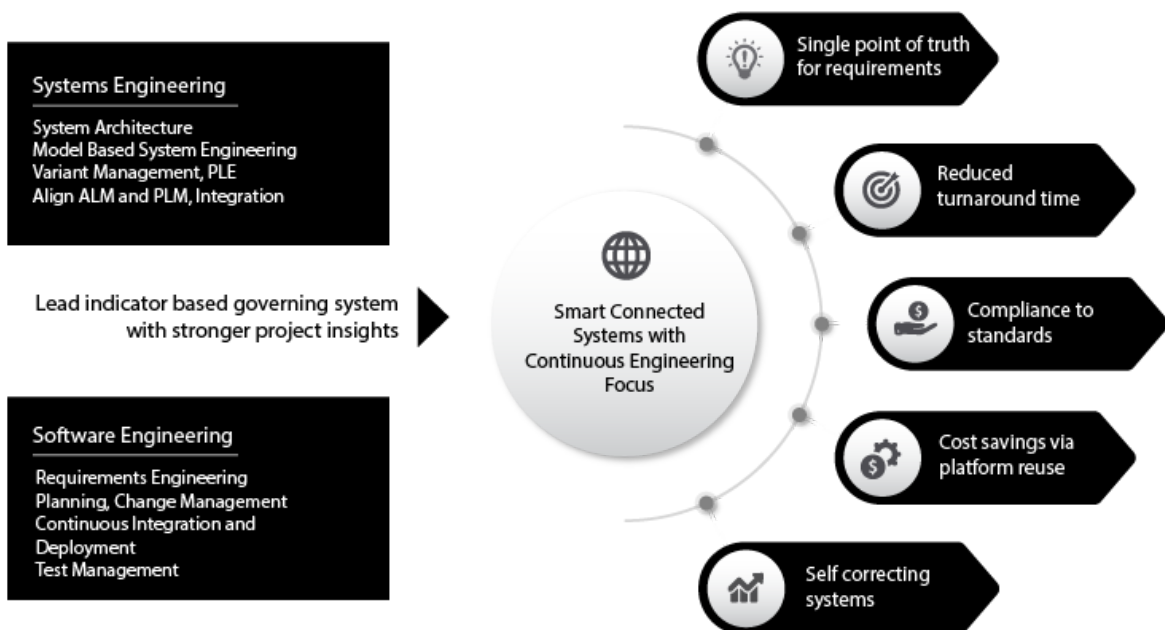 Systems Engineering
System Architecture
Model Based System Engineering
Variant Management, PLE
Align ALM and PLM, Integration
Lead indicator based governing system
with stronger project insights
Software Engineering
Requirements Engineering
Planning, Change Management
Continuous Integration and
Deployment
Test Management
Smart Connected
Systems with
Continuous Engineering
Focus
Single point of truth
for requirements
Reduced
turnaround time
Compliance to
standards
Cost savings via
platform reuse
Self correcting
systems